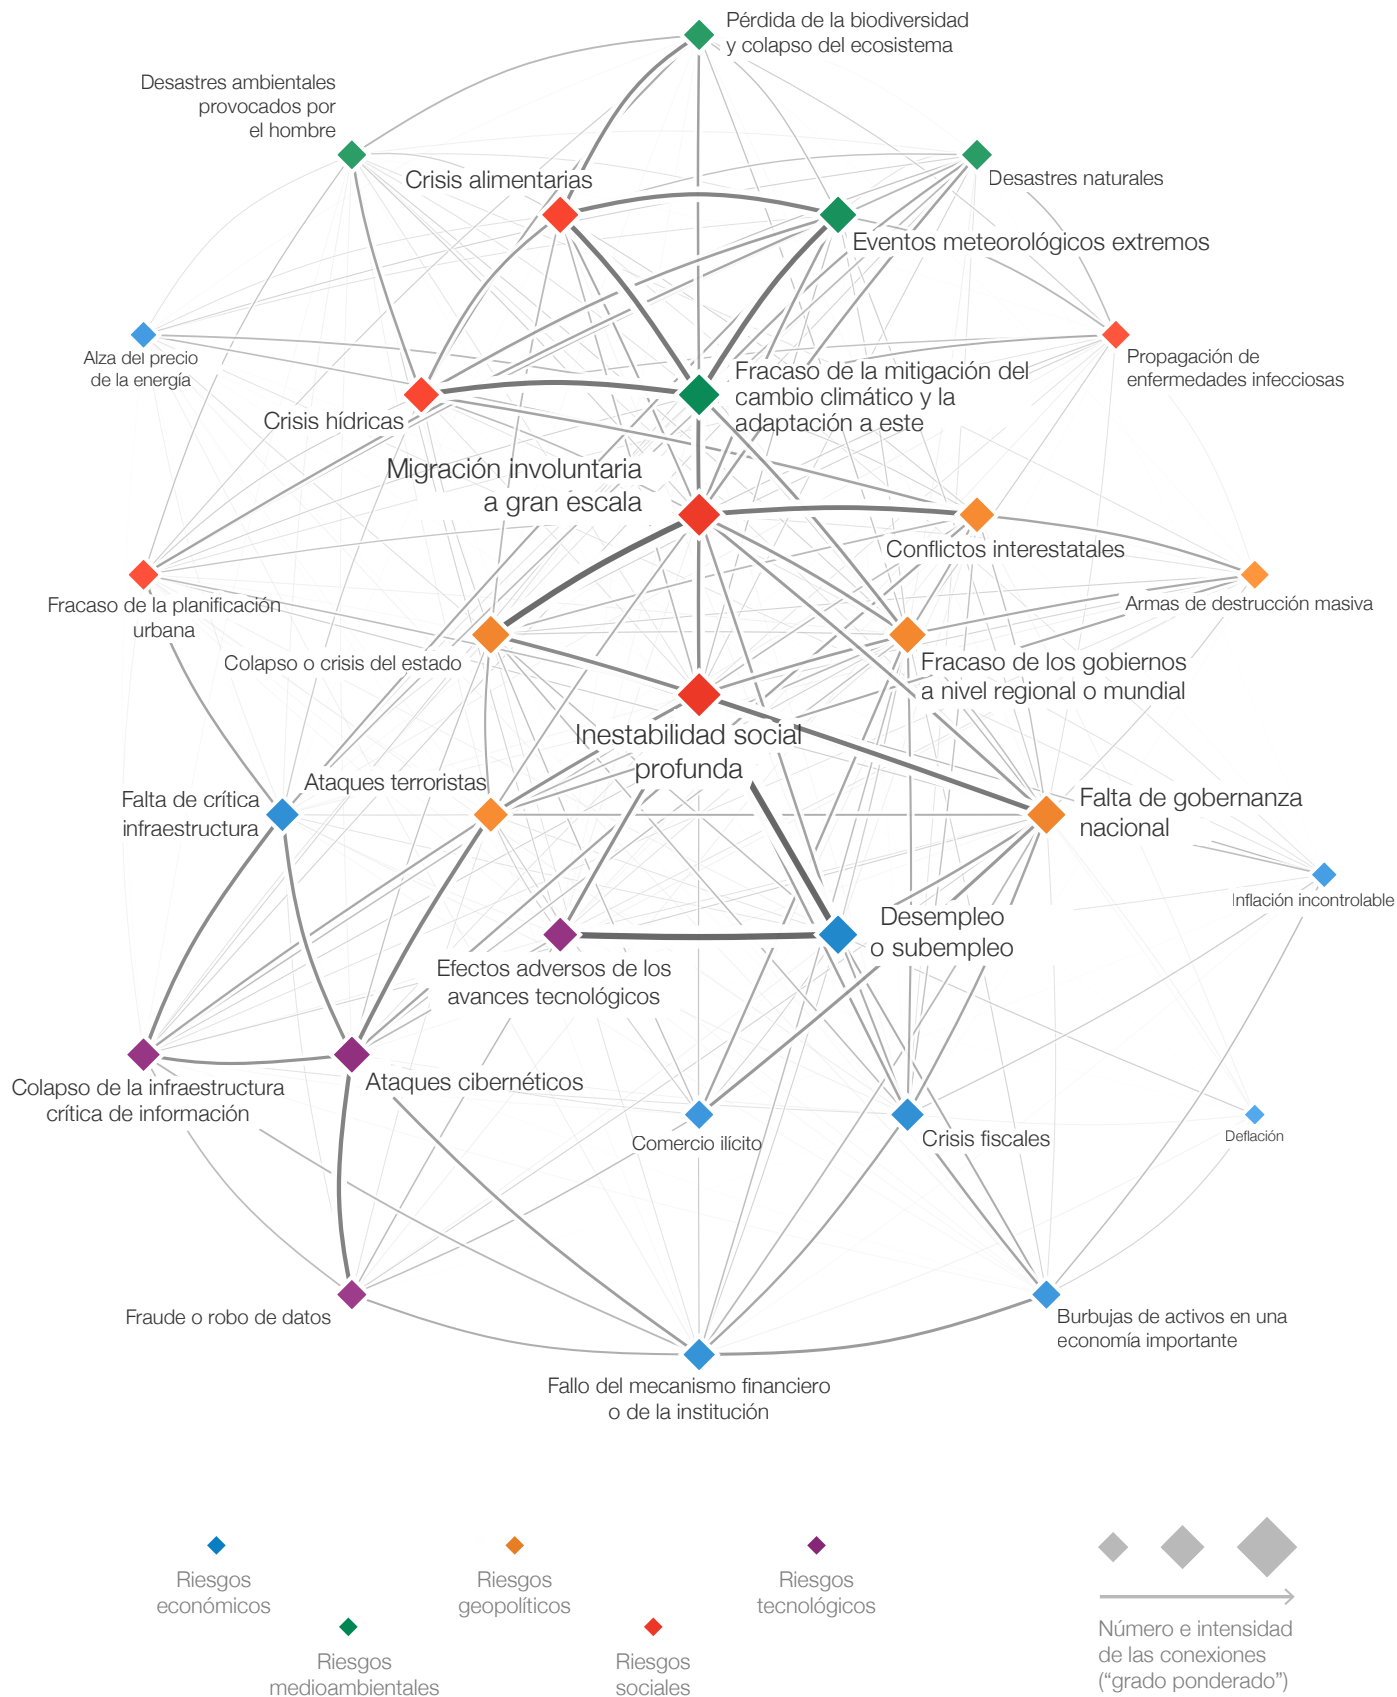 Pérdida de la biodiversidad
y colapso del ecosistema
Desastres ambientales
provocados por
el hombre
Crisis alimentarias
Desastres naturales
Eventos meteorológicos extremos
Alza del precio
de la energía
Propagación de
enfermedades infecciosas
Fracaso de la mitigación del
cambio climático y la
adaptación a este
Crisis hídricas
Migración involuntaria
a gran escala
Conflictos interestatales
Fracaso de la planificación
urbana
Armas de destrucción masiva
Colapso o crisis del estado
Fracaso de los gobiernos
a nivel regional o mundial
Inestabilidad social
profunda
Ataques terroristas
Falta de crítica
infraestructura
Falta de gobernanza
nacional
Inflación incontrolable
Desempleo
o subempleo
Efectos adversos de los
avances tecnológicos
Colapso de la infraestructura
crítica de información
Ataques cibernéticos
Comercio ilícito
Crisis fiscales
Deflación
Fraude o robo de datos
Burbujas de activos en una
economía importante
Fallo del mecanismo financiero
o de la institución
Riesgos
económicos
Riesgos
geopolíticos
Riesgos
tecnológicos
Riesgos
medioambientales
Riesgos
sociales
Número e intensidad
de las conexiones
(“grado ponderado”)